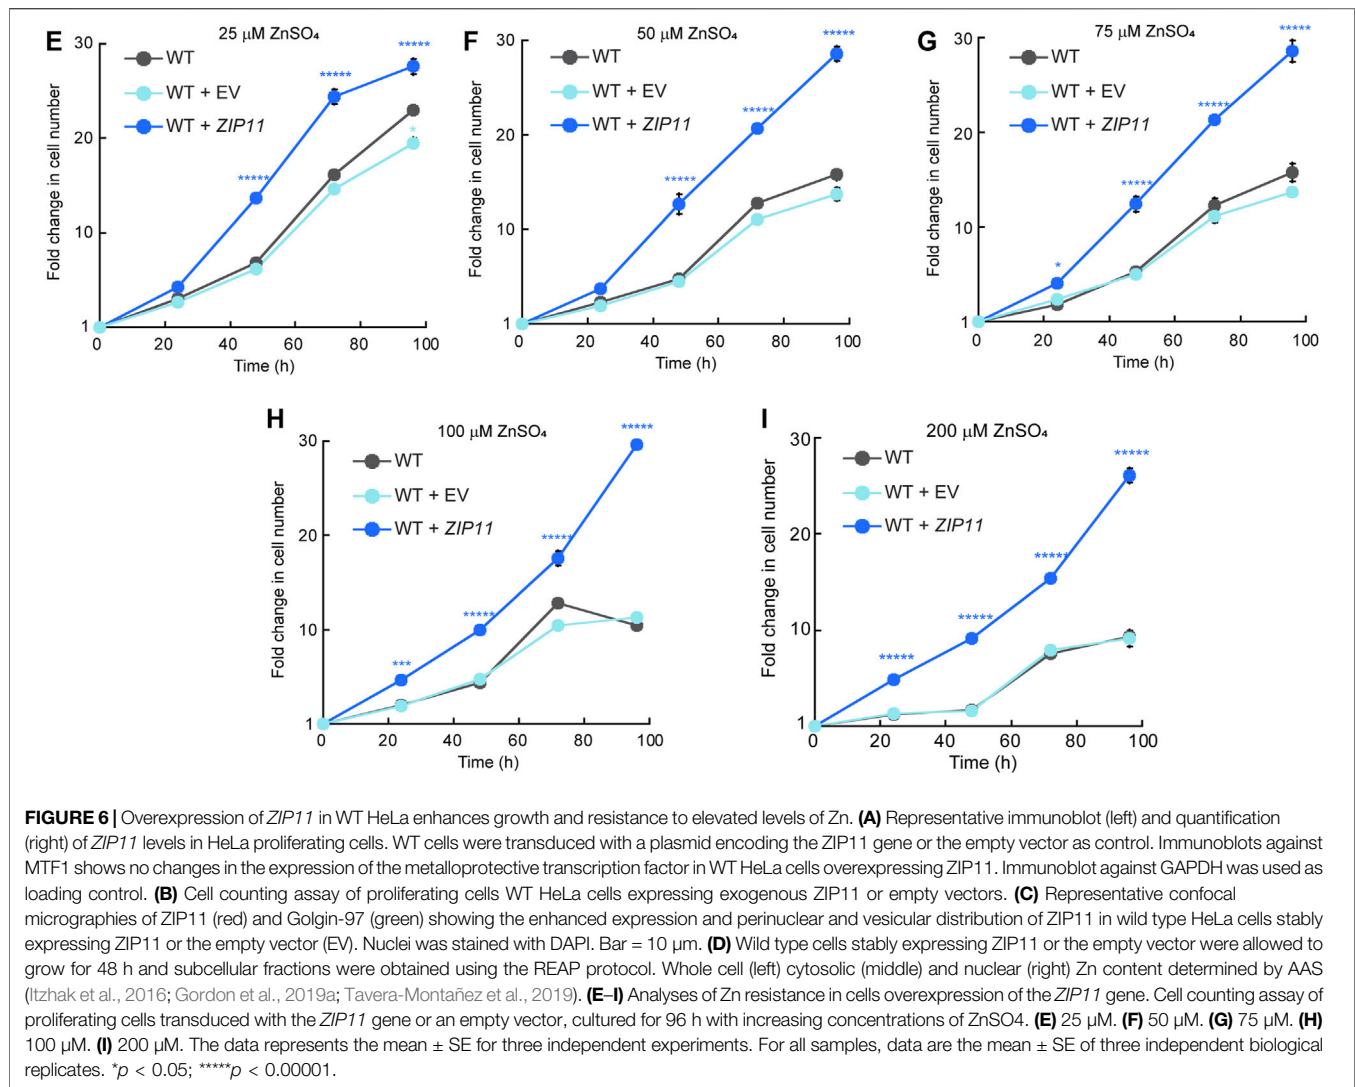 E
25 μM ZnSO₄
30
20
10
1
Fold change in cell number
WT
WT + EV
WT + ZIP11
*****
*****
*****
*
0
20
40
60
80
100
Time (h)
F
50 μM ZnSO₄
30
20
10
1
Fold change in cell number
WT
WT + EV
WT + ZIP11
*****
*****
*****
0
20
40
60
80
100
Time (h)
G
75 μM ZnSO₄
30
20
10
1
Fold change in cell number
WT
WT + EV
WT + ZIP11
*
*****
*****
*****
0
20
40
60
80
100
Time (h)
H
100 μM ZnSO₄
30
20
10
1
Fold change in cell number
WT
WT + EV
WT + ZIP11
***
*****
*****
*****
0
20
40
60
80
100
Time (h)
I
200 μM ZnSO₄
30
20
10
1
Fold change in cell number
WT
WT + EV
WT + ZIP11
*****
*****
*****
*****
0
20
40
60
80
100
Time (h)
FIGURE 6 | Overexpression of ZIP11 in WT HeLa enhances growth and resistance to elevated levels of Zn. (A) Representative immunoblot (left) and quantification
(right) of ZIP11 levels in HeLa proliferating cells. WT cells were transduced with a plasmid encoding the ZIP11 gene or the empty vector as control. Immunoblots against
MTF1 shows no changes in the expression of the metalloprotective transcription factor in WT HeLa cells overexpressing ZIP11. Immunoblot against GAPDH was used as
loading control. (B) Cell counting assay of proliferating cells WT HeLa cells expressing exogenous ZIP11 or empty vectors. (C) Representative confocal
micrographies of ZIP11 (red) and Golgin-97 (green) showing the enhanced expression and perinuclear and vesicular distribution of ZIP11 in wild type HeLa cells stably
expressing ZIP11 or the empty vector (EV). Nuclei was stained with DAPI. Bar = 10 μm. (D) Wild type cells stably expressing ZIP11 or the empty vector were allowed to
grow for 48 h and subcellular fractions were obtained using the REAP protocol. Whole cell (left) cytosolic (middle) and nuclear (right) Zn content determined by AAS
(Itzhak et al., 2016; Gordon et al., 2019a; Tavera-Montañez et al., 2019). (E–I) Analyses of Zn resistance in cells overexpression of the ZIP11 gene. Cell counting assay of
proliferating cells transduced with the ZIP11 gene or an empty vector, cultured for 96 h with increasing concentrations of ZnSO4. (E) 25 μM. (F) 50 μM. (G) 75 μM. (H)
100 μM. (I) 200 μM. The data represents the mean ± SE for three independent experiments. For all samples, data are the mean ± SE of three independent biological
replicates. *p < 0.05; *****p < 0.00001.